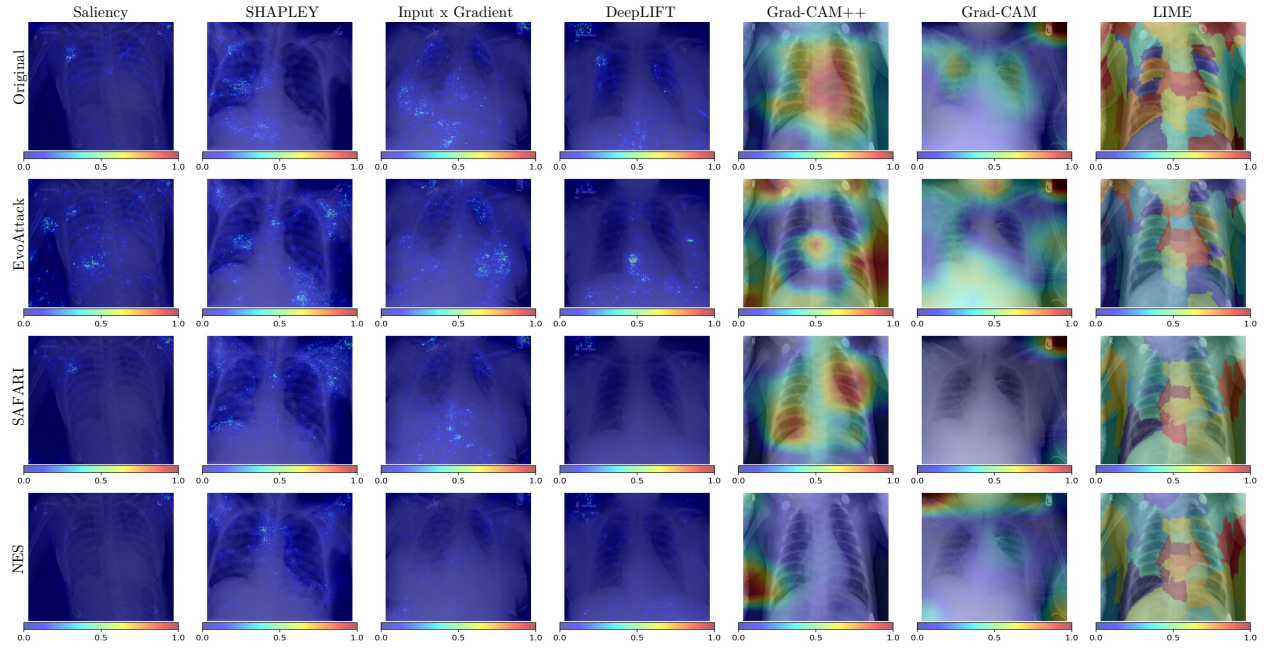 Saliency SHAPLEY Input x Gradient DeepLIFT Grad-CAM++ Grad-CAM LIME
Original
0.0 0.5 1.0 0.0 0.5 1.0 0.0 0.5 1.0 0.0 0.5 1.0 0.0 0.5 1.0 0.0 0.5 1.0 0.0 0.5 1.0
EvoAttack
0.0 0.5 1.0 0.0 0.5 1.0 0.0 0.5 1.0 0.0 0.5 1.0 0.0 0.5 1.0 0.0 0.5 1.0 0.0 0.5 1.0
SAFARI
0.0 0.5 1.0 0.0 0.5 1.0 0.0 0.5 1.0 0.0 0.5 1.0 0.0 0.5 1.0 0.0 0.5 1.0 0.0 0.5 1.0
NES
0.0 0.5 1.0 0.0 0.5 1.0 0.0 0.5 1.0 0.0 0.5 1.0 0.0 0.5 1.0 0.0 0.5 1.0 0.0 0.5 1.0